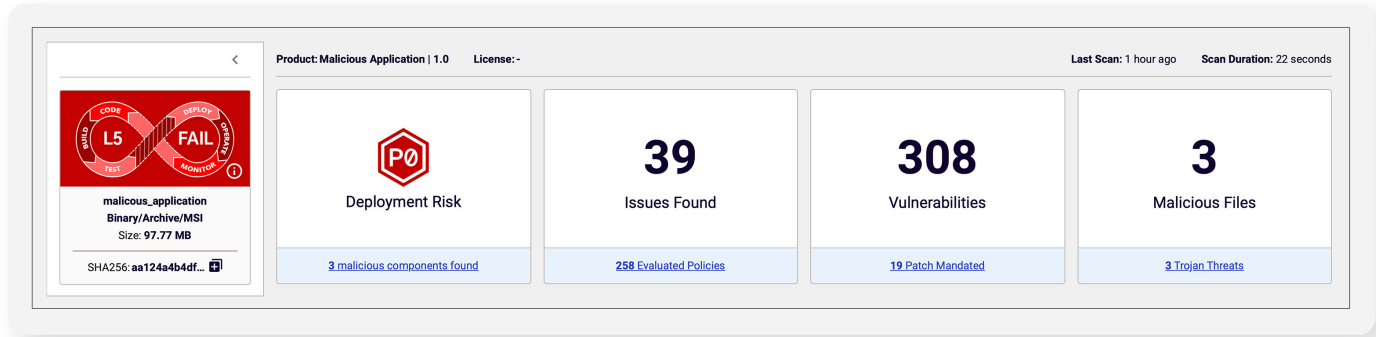 Product: Malicious Application | 1.0 License: - Last Scan: 1 hour ago Scan Duration: 22 seconds
CODE
DEPLOY
BUILD
L5
FAIL
OPERATE
TEST
MONITOR
malicous_application
Binary/Archive/MSI
Size: 97.77 MB
SHA256: aa124a4b4df...
P0
Deployment Risk
3 malicious components found
39
Issues Found
258 Evaluated Policies
308
Vulnerabilities
19 Patch Mandated
3
Malicious Files
3 Trojan Threats